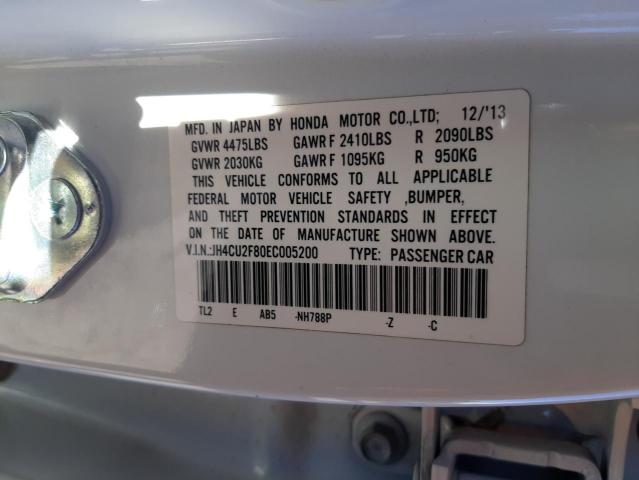 MFD. IN JAPAN BY HONDA MOTOR CO.,LTD; 12/'13
GVWR 4475LBS GAWR F 2410LBS R 2090LBS
GVWR 2030KG GAWR F 1095KG R 950KG
THIS VEHICLE CONFORMS TO ALL APPLICABLE
FEDERAL MOTOR VEHICLE SAFETY ,BUMPER,
AND THEFT PREVENTION STANDARDS IN EFFECT
ON THE DATE OF MANUFACTURE SHOWN ABOVE.
V.I.N.:JH4CU2F80EC005200 TYPE: PASSENGER CAR
TL2 E AB5 -NH788P -Z -C